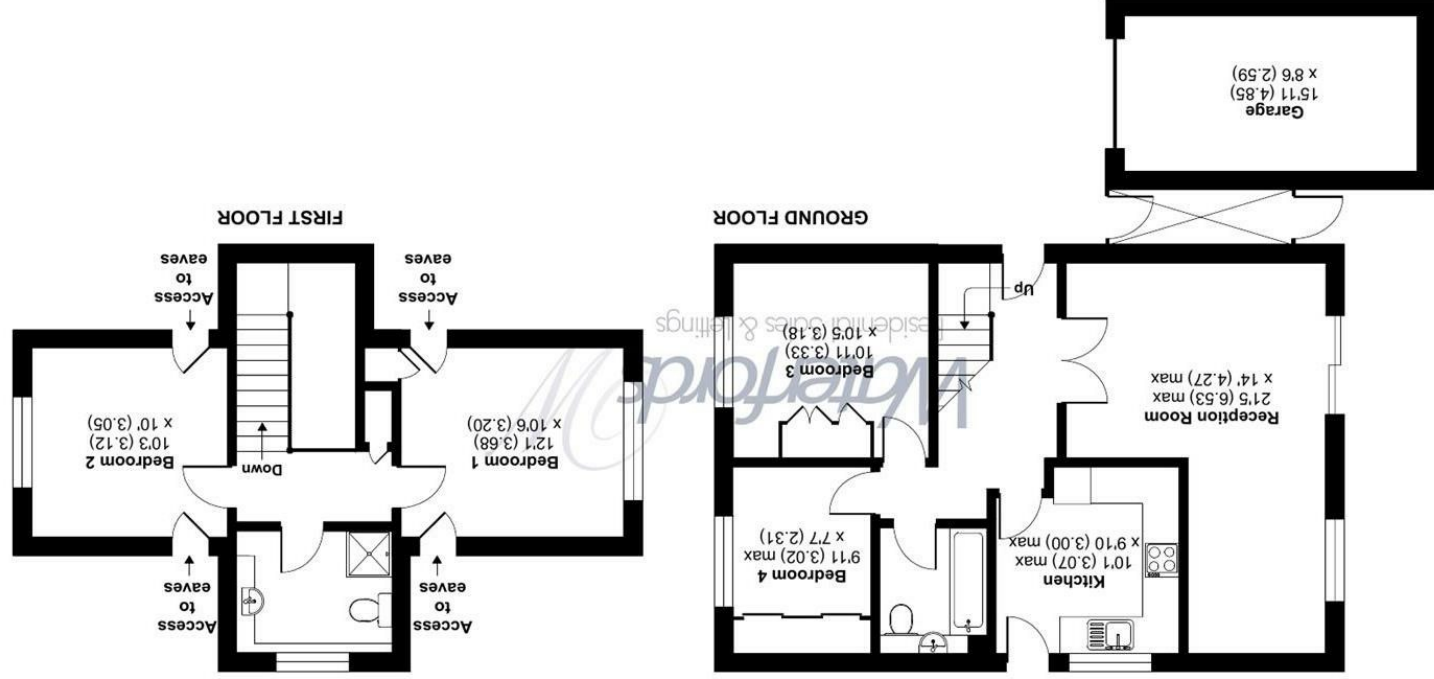 Kitchen
10'1 (3.07) max
x 9'10 (3.00) max
Bedroom 4
9'11 (3.02) max
x 7'7 (2.31)
Reception Room
21'5 (6.53) max
x 14' (4.27) max
Bedroom 3
10'11 (3.33)
x 10'5 (3.18)
Up
Waterfords
Residential Sales & lettings
GROUND FLOOR
Garage
15'11 (4.85)
x 8'6 (2.59)
Access
to
eaves
Access
to
eaves
Bedroom 1
12'1 (3.68)
x 10'6 (3.20)
Down
Bedroom 2
10'3 (3.12)
x 10' (3.05)
Access
to
eaves
Access
to
eaves
FIRST FLOOR